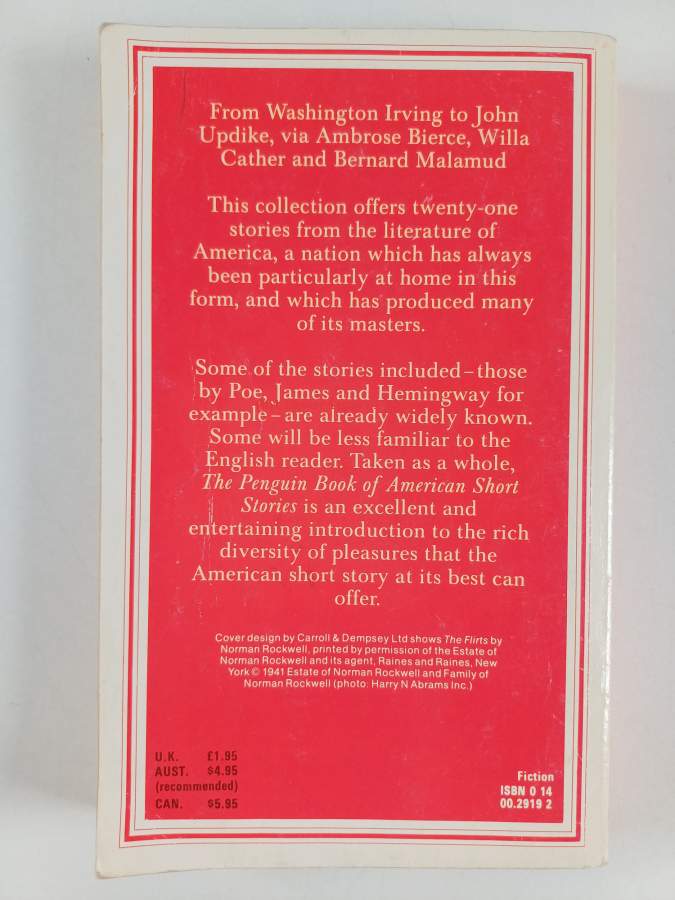 From Washington Irving to John
Updike, via Ambrose Bierce, Willa
Cather and Bernard Malamud
This collection offers twenty-one
stories from the literature of
America, a nation which has always
been particularly at home in this
form, and which has produced many
of its masters.
Some of the stories included–those
by Poe, James and Hemingway for
example–are already widely known.
Some will be less familiar to the
English reader. Taken as a whole,
The Penguin Book of American Short
Stories is an excellent and
entertaining introduction to the rich
diversity of pleasures that the
American short story at its best can
offer.
Cover design by Carroll & Dempsey Ltd shows The Flirts by
Norman Rockwell, printed by permission of the Estate of
Norman Rockwell and its agent, Raines and Raines, New
York © 1941 Estate of Norman Rockwell and Family of
Norman Rockwell (photo: Harry N Abrams Inc.)
U.K. £1.95
AUST. $4.95
(recommended)
CAN. $5.95
Fiction
ISBN 0 14
00.2919 2